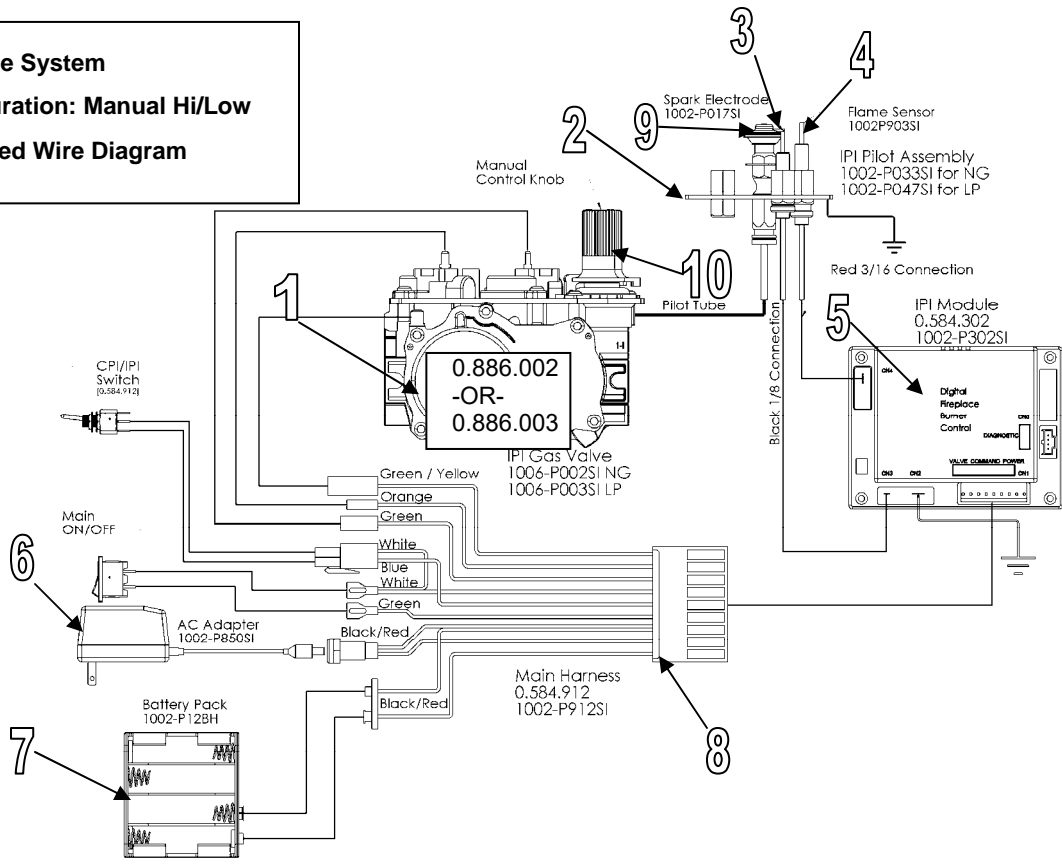 e System
uration: Manual Hi/Low
ed Wire Diagram
3
4
Spark Electrode
1002-P017SI
9
2
Flame Sensor
1002P903SI
IPI Pilot Assembly
1002-P033SI for NG
1002-P047SI for LP
Manual
Control Knob
10
Pilot Tube
Red 3/16 Connection
1
Black 1/8 Connection
5
IPI Module
0.584.302
1002-P302SI
CN4
Digital
Fireplace
Burner
Control
DIAGNOSTIC
VALVE COMMAND POWER
CN3
CN2
CN1
0.886.002
-OR-
0.886.003
IPI Gas Valve
1006-P002SI NG
1006-P003SI LP
CPI/IPI
Switch
[0.584.912]
Green / Yellow
Orange
Green
White
Blue
White
Green
Black/Red
Main
ON/OFF
6
AC Adapter
1002-P850SI
Main Harness
0.584.912
1002-P912SI
8
Black/Red
Battery Pack
1002-P12BH
7